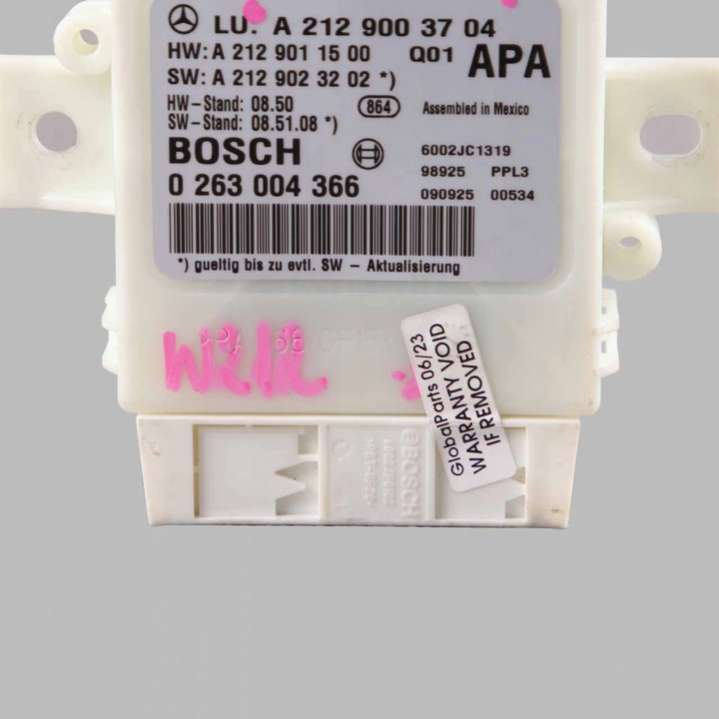 LU: A 212 900 37 04
HW: A 212 901 15 00 Q01 APA
SW: A 212 902 32 02 *)
HW-Stand: 08.50
SW-Stand: 08.51.08 *)
864 Assembled in Mexico
BOSCH
0 263 004 366
6002JC1319
98925 PPL3
090925 00534
*) gueltig bis zu evtl. SW - Aktualisierung
W212
GlobalParts 06/23
WARRANTY VOID
IF REMOVED
BOSCH